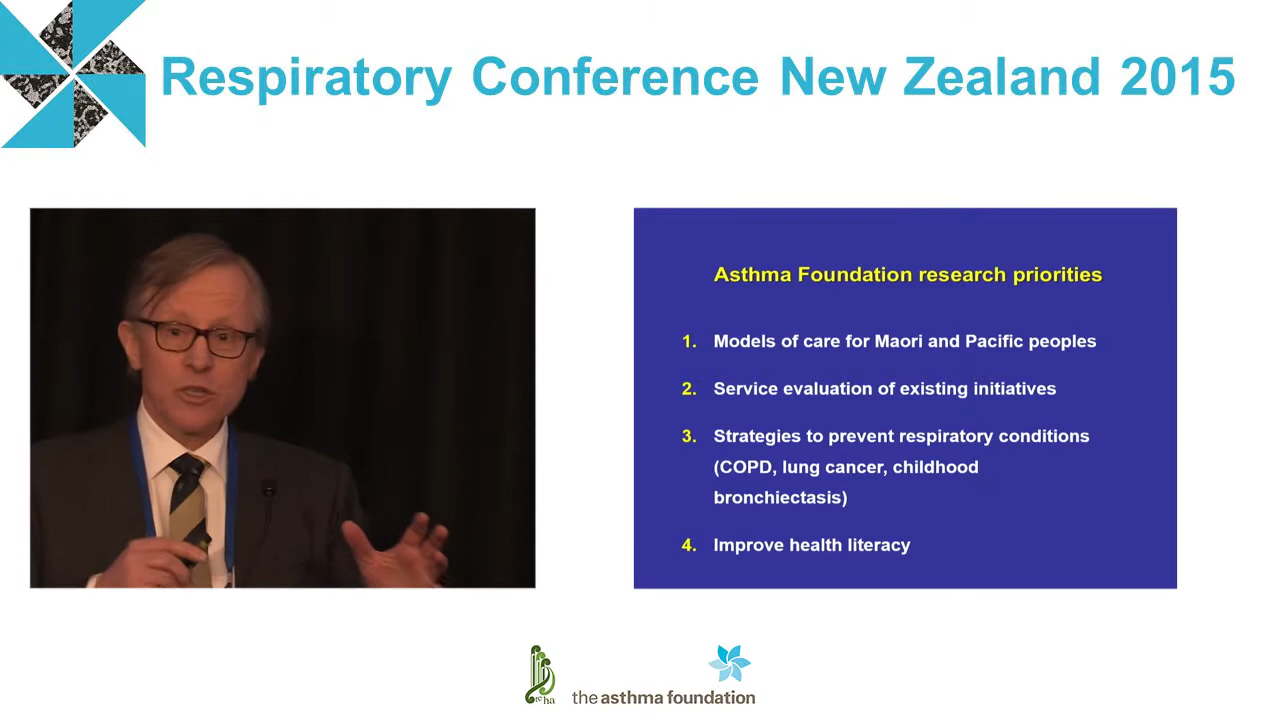 Respiratory Conference New Zealand 2015
Asthma Foundation research priorities
1. Models of care for Maori and Pacific peoples
2. Service evaluation of existing initiatives
3. Strategies to prevent respiratory conditions
(COPD, lung cancer, childhood
bronchiectasis)
4. Improve health literacy
te ha
the asthma foundation